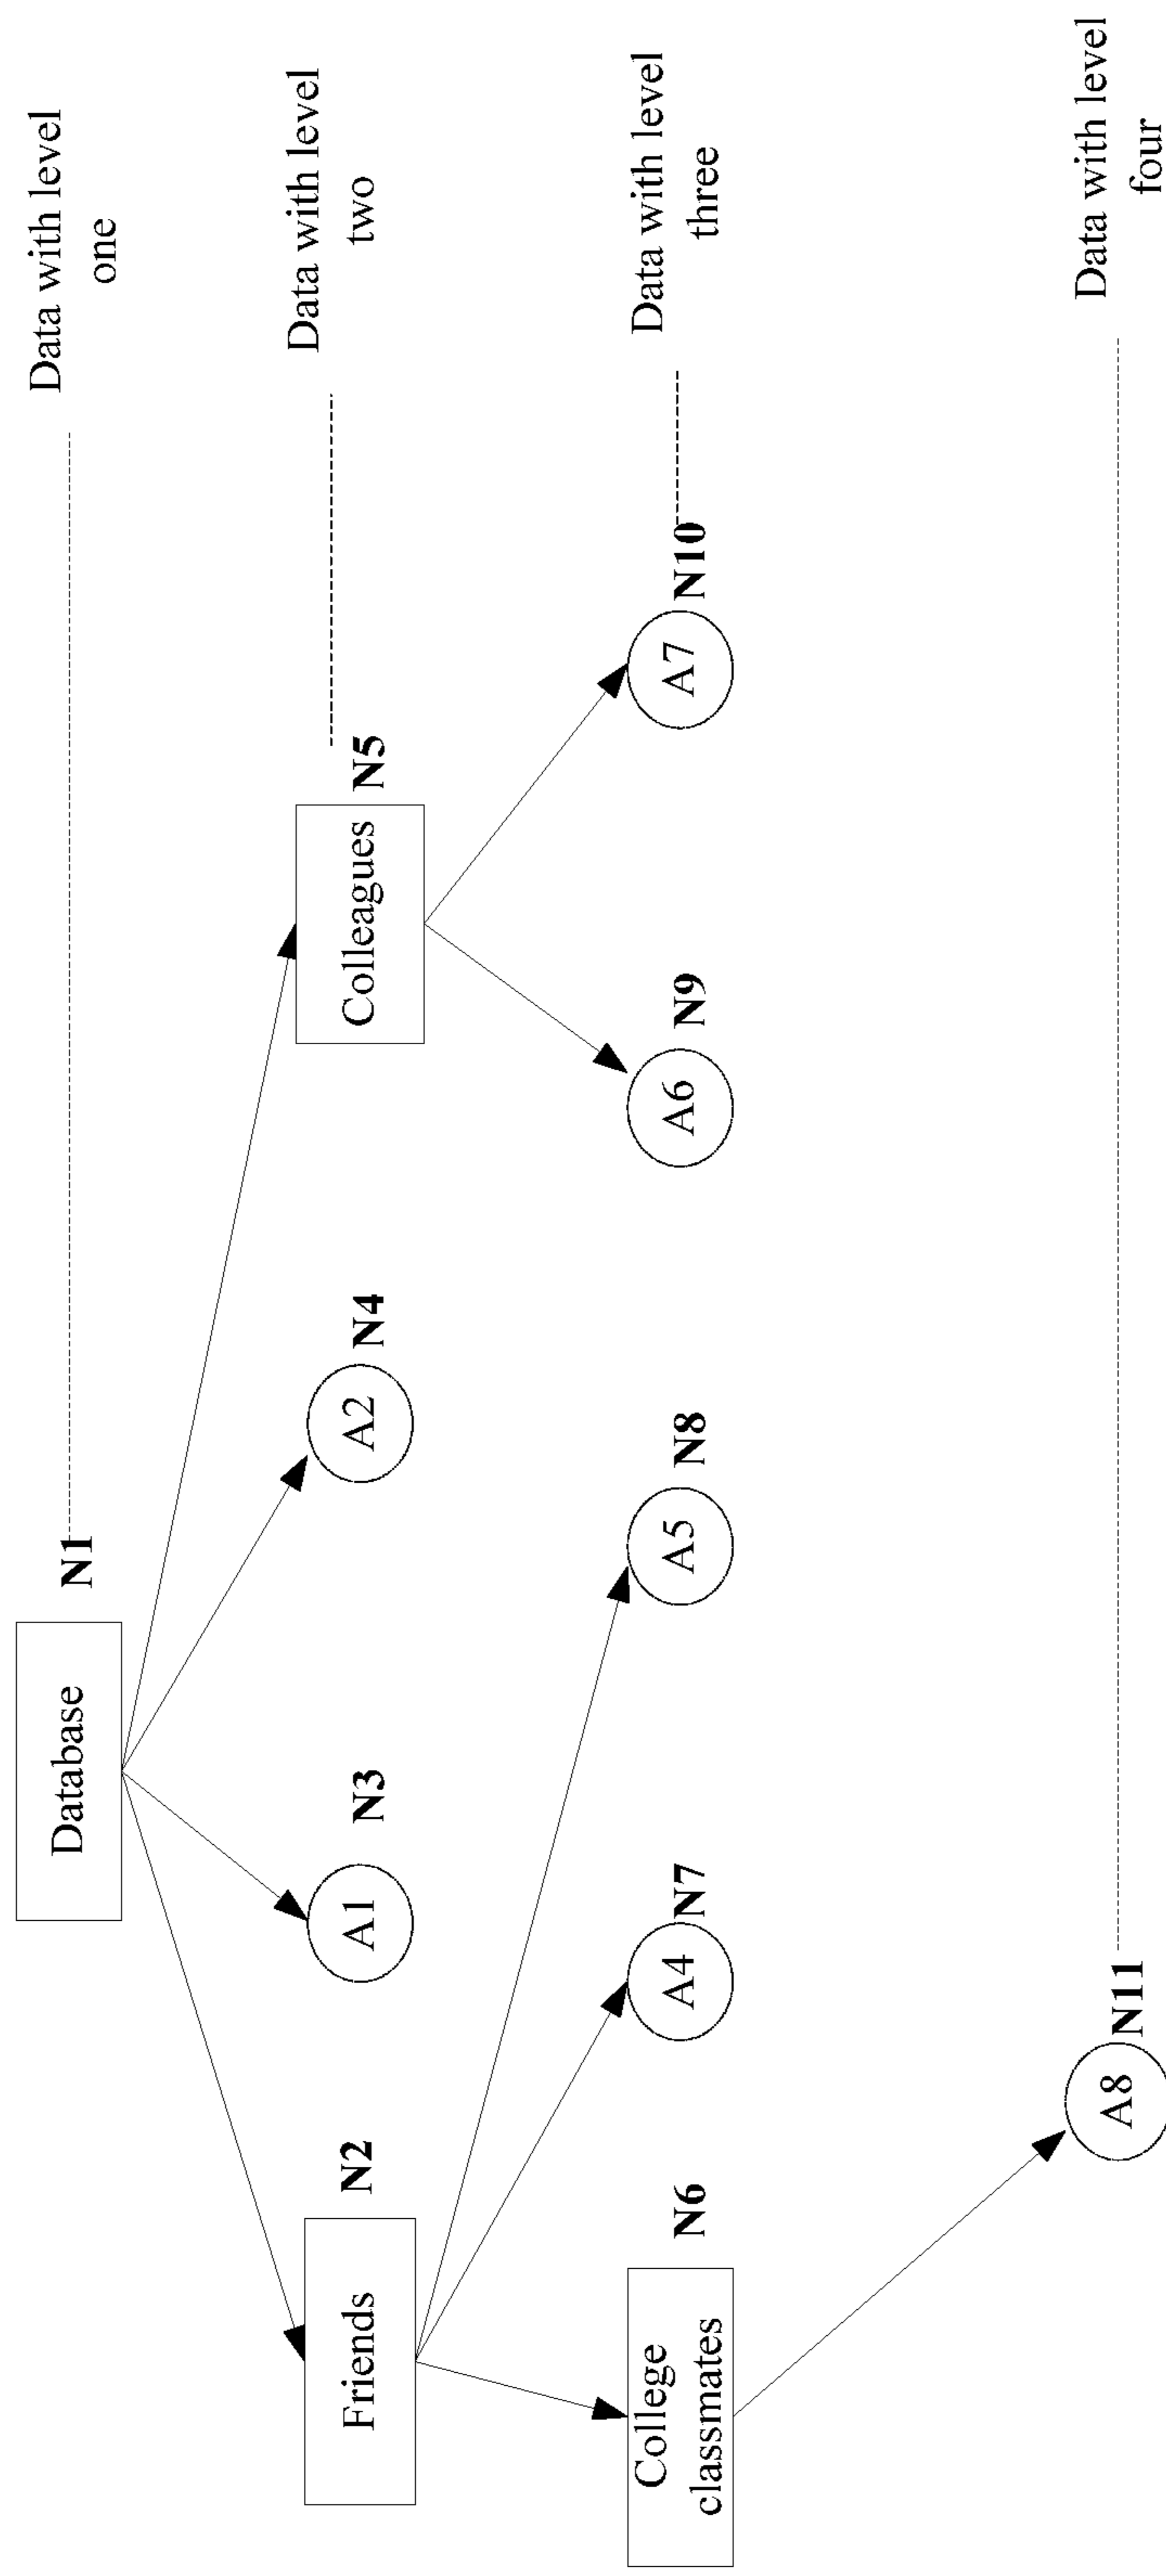 Database
N1
Data with level
one
Friends
N2
A1
N3
A2
N4
Colleagues
N5
Data with level
two
College
classmates
N6
A4
N7
A5
N8
A6
N9
A7
N10
Data with level
three
A8
N11
Data with level
four